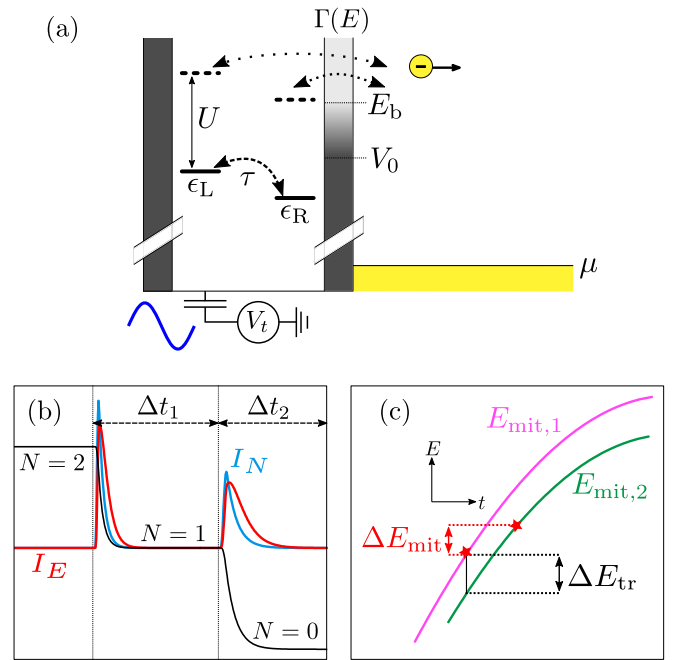 (a)
Γ(E)
−
U
E_b
V_0
τ
ϵ_L
ϵ_R
μ
V_t
(b)
Δt_1
Δt_2
N = 2
I_N
N = 1
I_E
N = 0
(c)
E_mit,1
E
t
E_mit,2
ΔE_mit
ΔE_tr